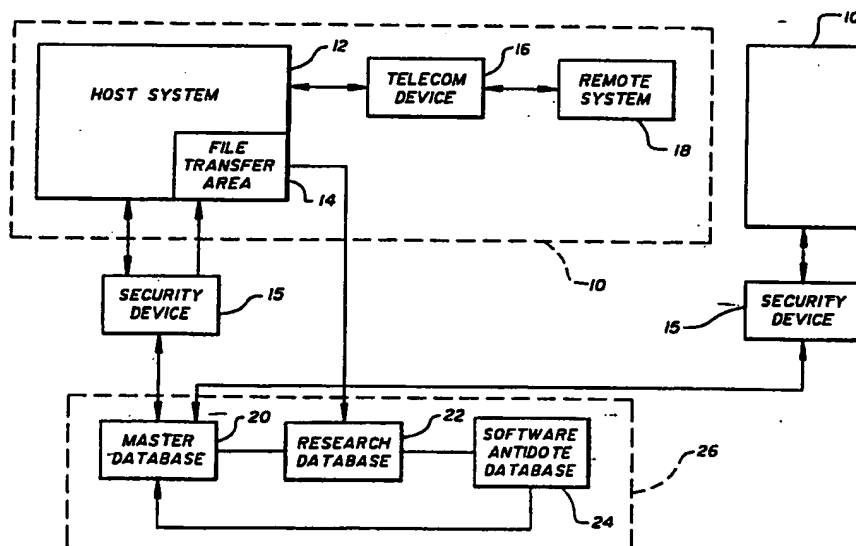 12
HOST SYSTEM
TELECOM
DEVICE
16
REMOTE
SYSTEM
18
FILE
TRANSFER
AREA
14
10
10
SECURITY
DEVICE
15
SECURITY
DEVICE
15
MASTER
DATABASE
20
RESEARCH
DATABASE
22
SOFTWARE
ANTIDOTE
DATABASE
24
26